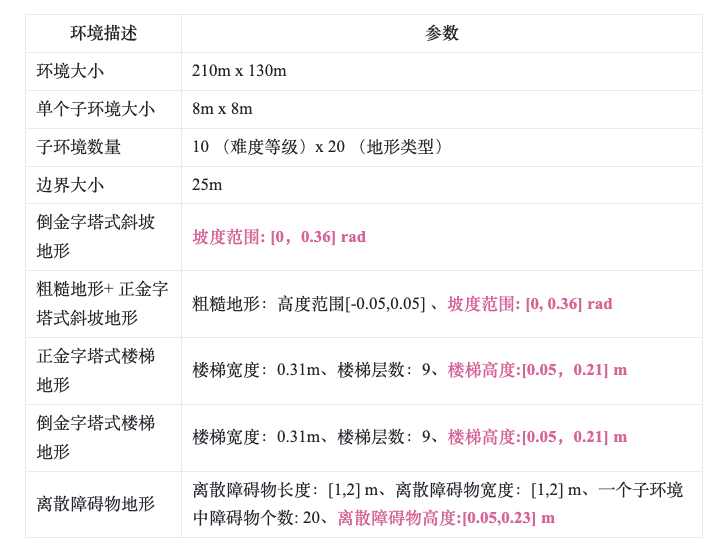 环境描述
参数
环境大小
210m x 130m
单个子环境大小
8m x 8m
子环境数量
10 （难度等级）x 20 （地形类型）
边界大小
25m
倒金字塔式斜坡
地形
坡度范围: [0，0.36] rad
粗糙地形+ 正金字
塔式斜坡地形
粗糙地形：高度范围[-0.05,0.05] 、坡度范围: [0, 0.36] rad
正金字塔式楼梯
地形
楼梯宽度：0.31m、楼梯层数：9、楼梯高度:[0.05，0.21] m
倒金字塔式楼梯
地形
楼梯宽度：0.31m、楼梯层数：9、楼梯高度:[0.05，0.21] m
离散障碍物地形
离散障碍物长度：[1,2] m、离散障碍物宽度：[1,2] m、一个子环境
中障碍物个数: 20、离散障碍物高度:[0.05,0.23] m